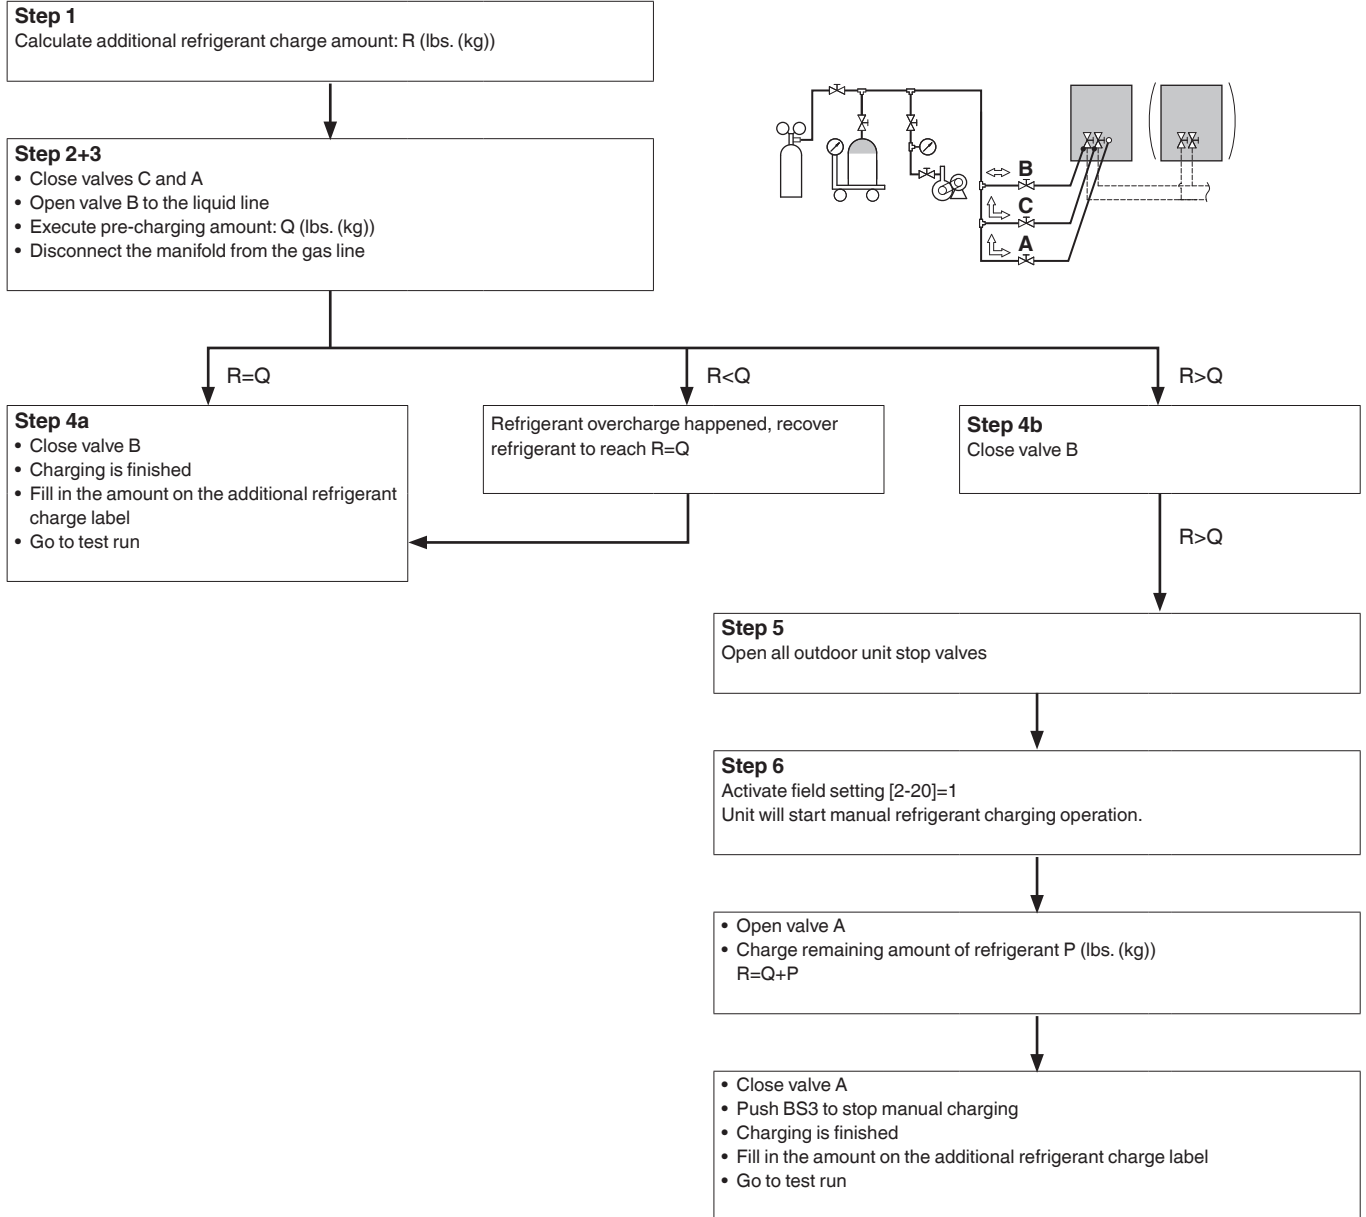 Step 1
Calculate additional refrigerant charge amount: R (lbs. (kg))
Step 2+3
• Close valves C and A
• Open valve B to the liquid line
• Execute pre-charging amount: Q (lbs. (kg))
• Disconnect the manifold from the gas line
B
C
A
R=Q
R<Q
R>Q
Step 4a
• Close valve B
• Charging is finished
• Fill in the amount on the additional refrigerant
charge label
• Go to test run
Refrigerant overcharge happened, recover
refrigerant to reach R=Q
Step 4b
Close valve B
R>Q
Step 5
Open all outdoor unit stop valves
Step 6
Activate field setting [2-20]=1
Unit will start manual refrigerant charging operation.
• Open valve A
• Charge remaining amount of refrigerant P (lbs. (kg))
R=Q+P
• Close valve A
• Push BS3 to stop manual charging
• Charging is finished
• Fill in the amount on the additional refrigerant charge label
• Go to test run